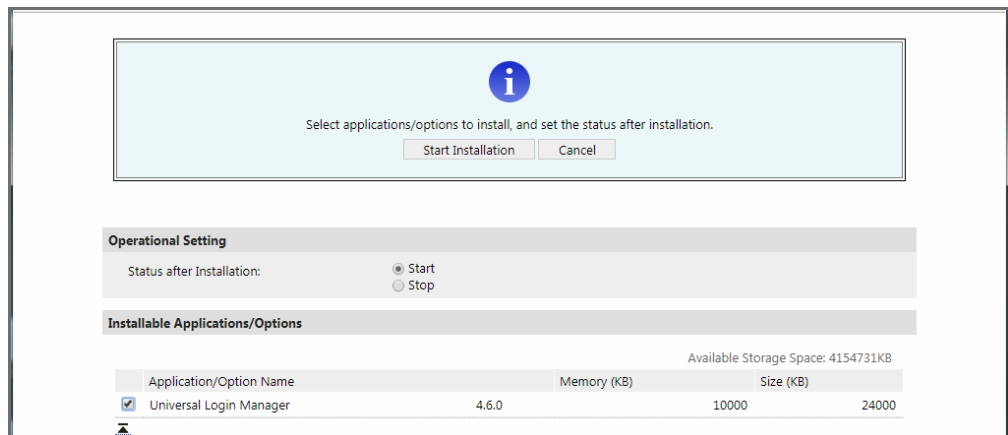 Select applications/options to install, and set the status after installation.
Start Installation Cancel
Operational Setting
Status after Installation: Start
Stop
Installable Applications/Options
Available Storage Space: 4154731KB
Application/Option Name Memory (KB) Size (KB)
Universal Login Manager 4.6.0 10000 24000